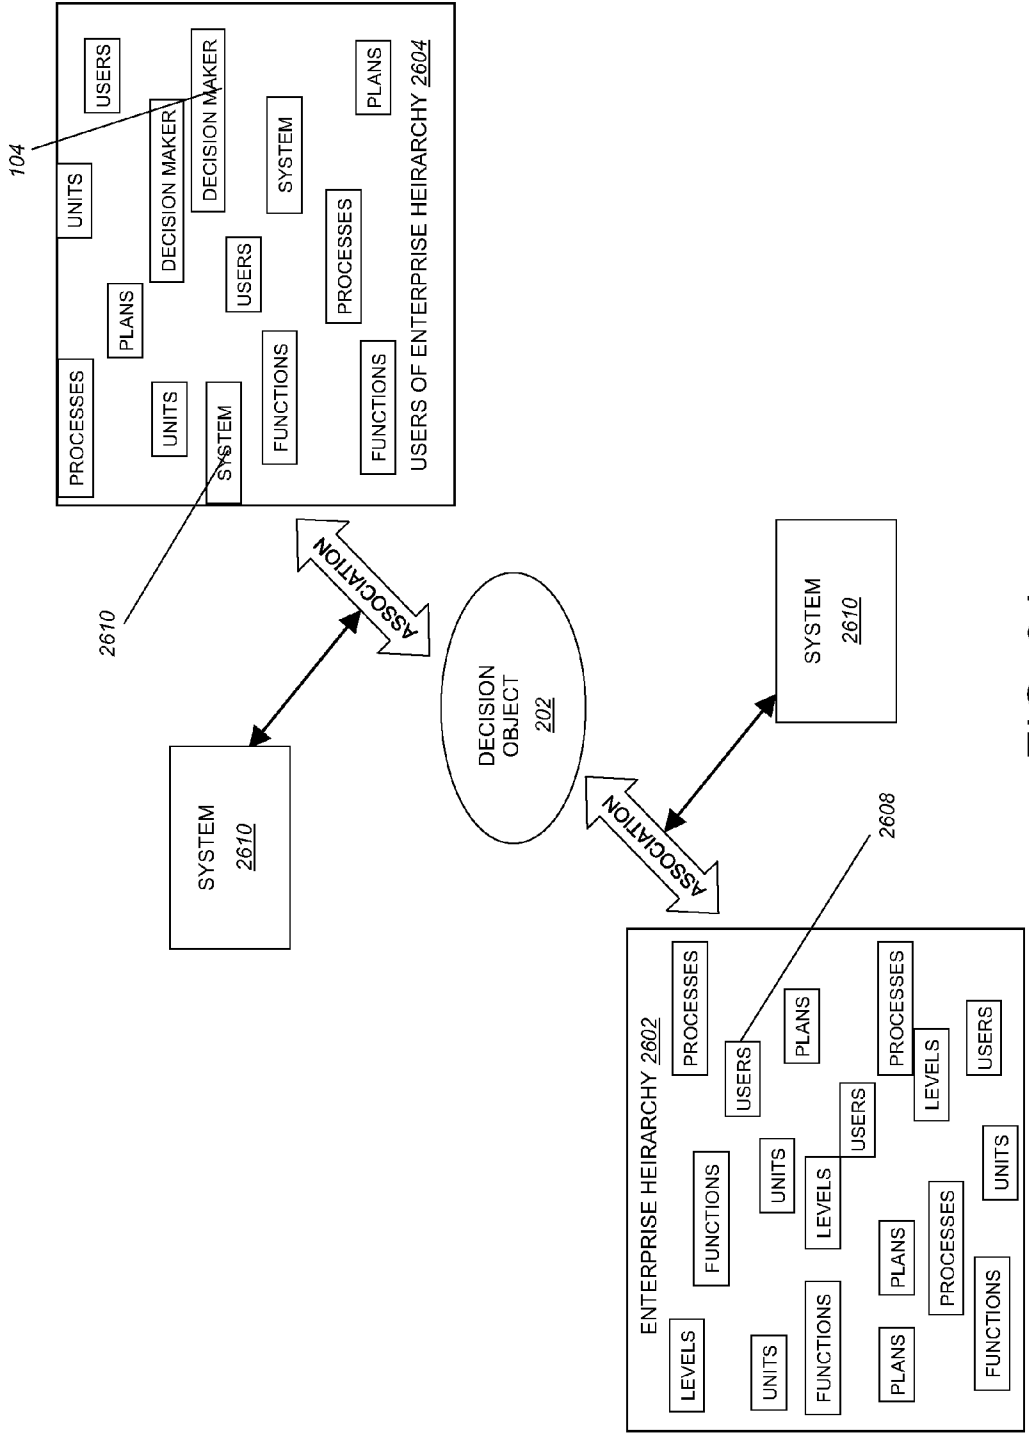 104
PROCESSES
UNITS
USERS
PLANS
UNITS
DECISION MAKER
DECISION MAKER
SYSTEM
USERS
FUNCTIONS
SYSTEM
PROCESSES
FUNCTIONS
PLANS
USERS OF ENTERPRISE HEIRARCHY 2604
2610
SYSTEM
2610
ASSOCIATION
DECISION
OBJECT
202
ASSOCIATION
SYSTEM
2610
2608
ENTERPRISE HEIRARCHY 2602
LEVELS
FUNCTIONS
PROCESSES
USERS
UNITS
UNITS
PLANS
FUNCTIONS
LEVELS
USERS
PLANS
PLANS
PROCESSES
PROCESSES
LEVELS
FUNCTIONS
UNITS
USERS